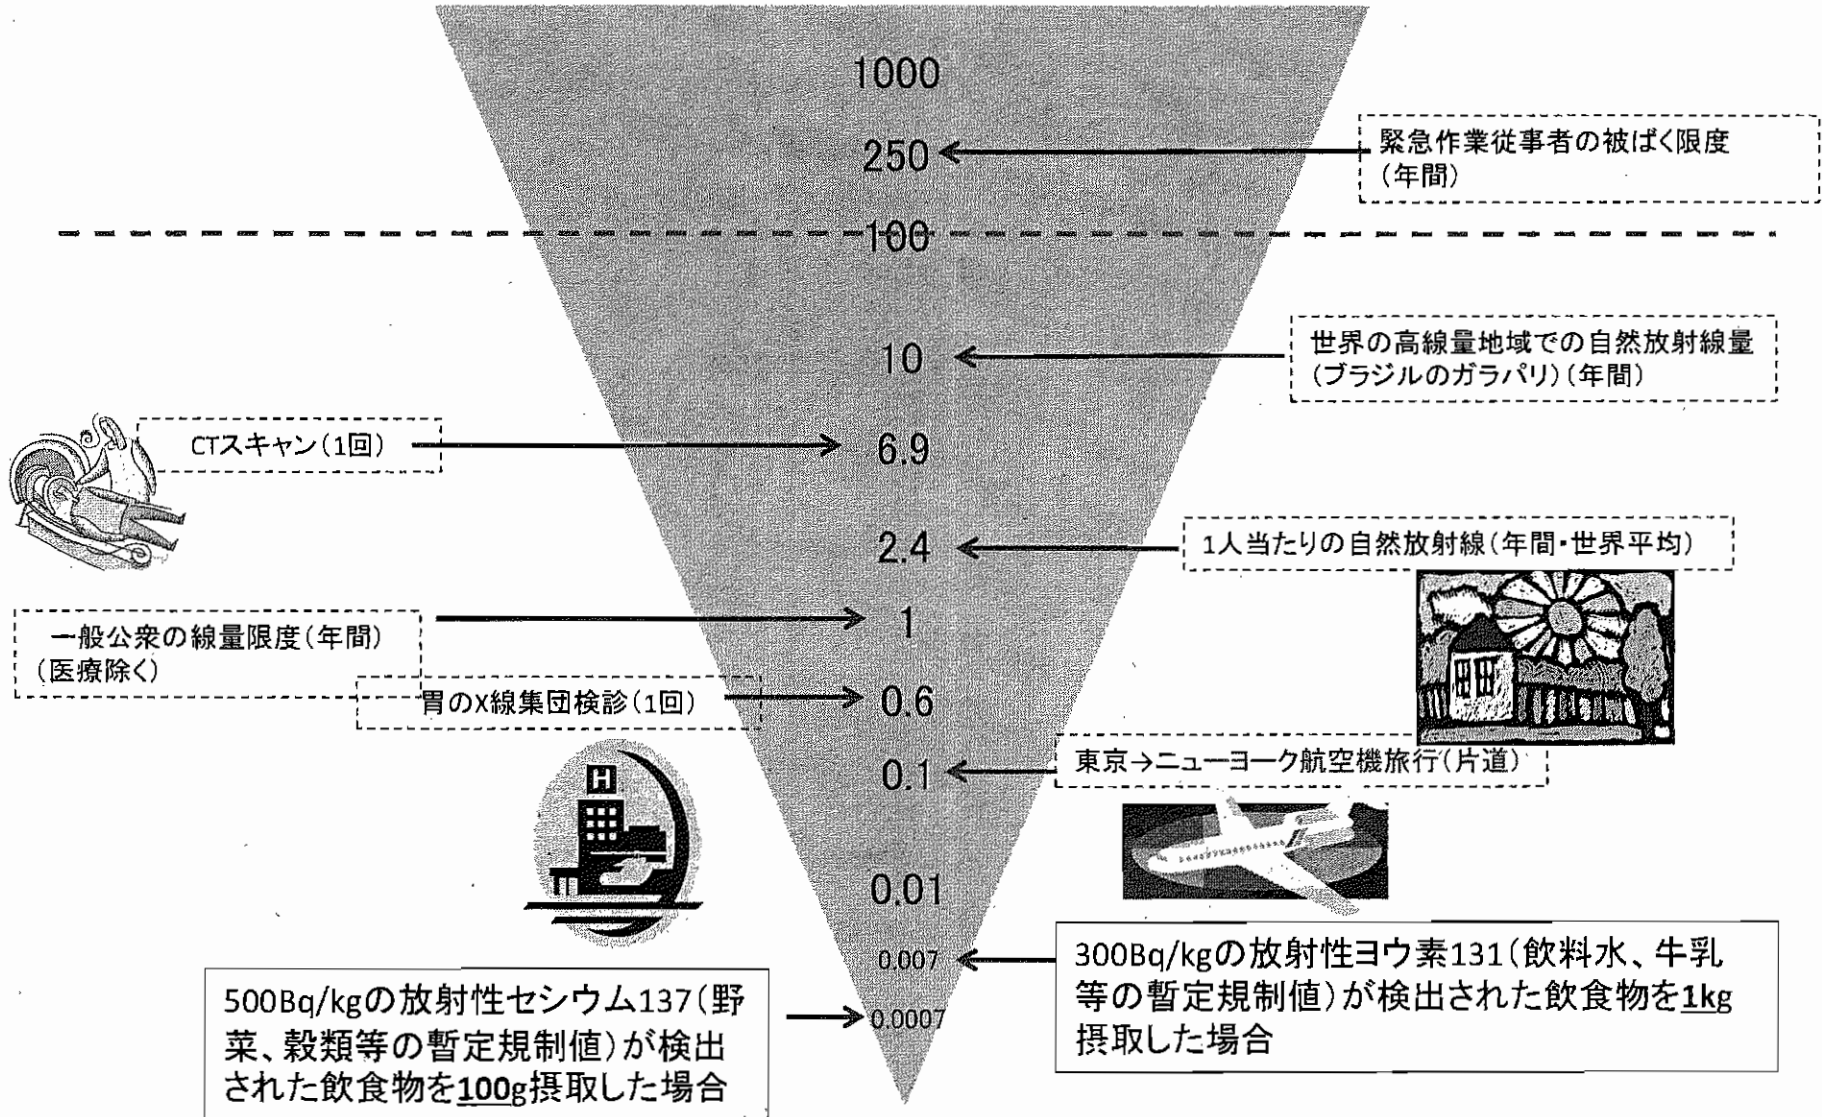 1000
250
緊急作業従事者の被ばく限度
(年間)
100
10
世界の高線量地域での自然放射線量
(ブラジルのガラパリ)(年間)
CTスキャン(1回)
6.9
2.4
1人当たりの自然放射線(年間・世界平均)
一般公衆の線量限度(年間)
(医療除く)
1
胃のX線集団検診(1回)
0.6
0.1
東京→ニューヨーク航空機旅行(片道)
H
0.01
0.007
300Bq/kgの放射性ヨウ素131(飲料水、牛乳
等の暫定規制値)が検出された飲食物を1kg
摂取した場合
500Bq/kgの放射性セシウム137(野
菜、穀類等の暫定規制値)が検出
された飲食物を100g摂取した場合
0.0007